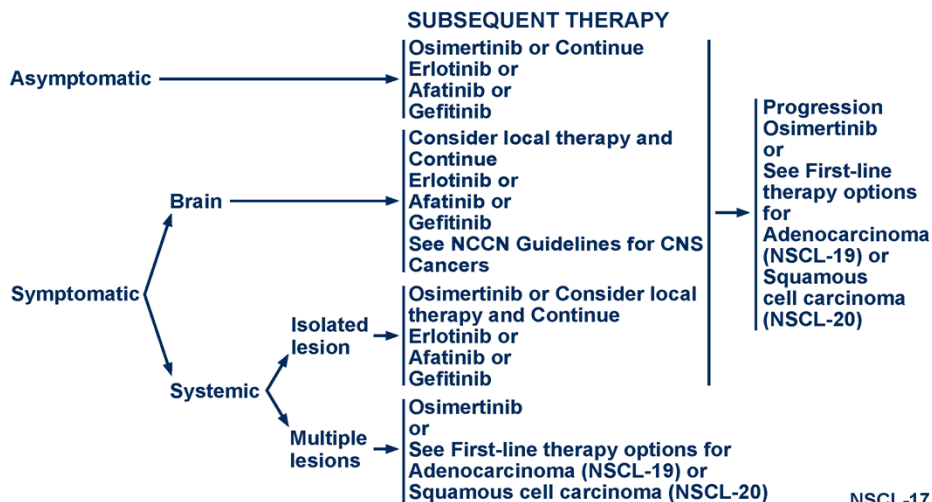 SUBSEQUENT THERAPY
Asymptomatic
Osimertinib or Continue
Erlotinib or
Afatinib or
Gefitinib
Symptomatic
Brain
Consider local therapy and
Continue
Erlotinib or
Afatinib or
Gefitinib
See NCCN Guidelines for CNS
Cancers
Systemic
Isolated
lesion
Osimertinib or Consider local
therapy and Continue
Erlotinib or
Afatinib or
Gefitinib
Multiple
lesions
Osimertinib
or
See First-line therapy options for
Adenocarcinoma (NSCL-19) or
Squamous cell carcinoma (NSCL-20)
Progression
Osimertinib
or
See First-line
therapy options
for
Adenocarcinoma
(NSCL-19) or
Squamous
cell carcinoma
(NSCL-20)
NSCL-17